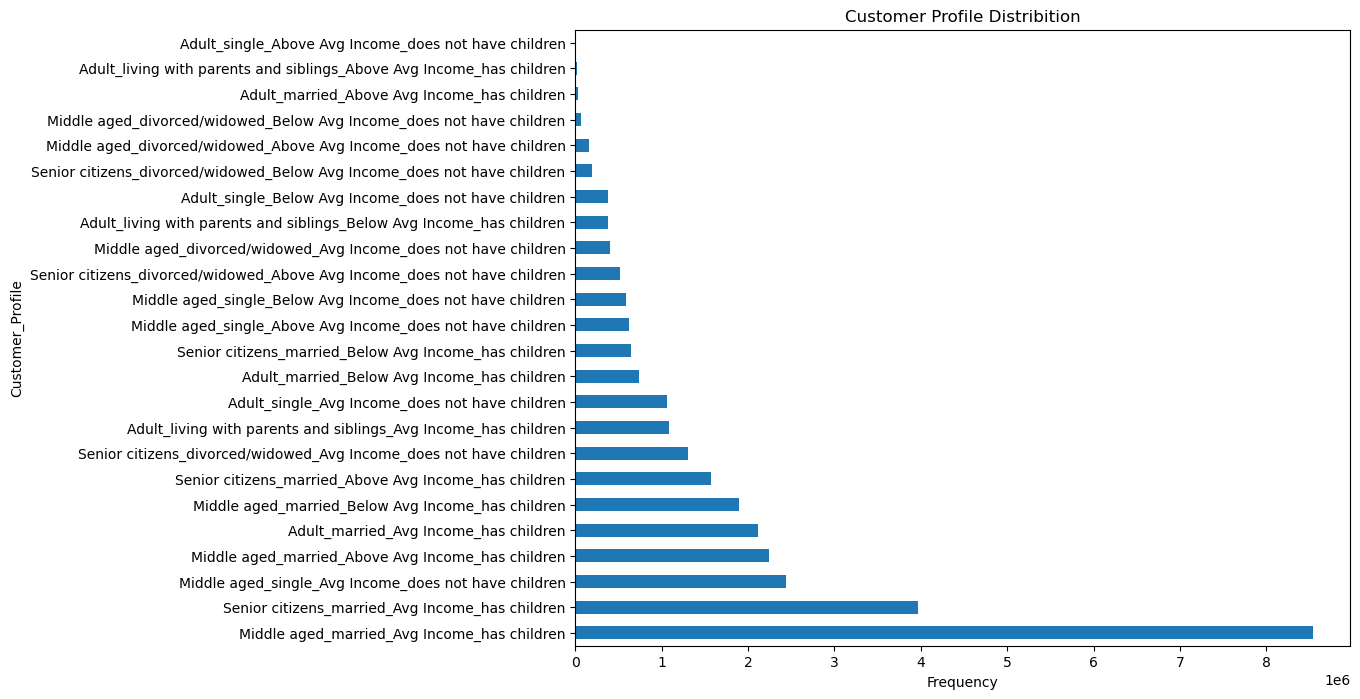 Customer Profile Distribition
Customer_Profile
Adult_single_Above Avg Income_does not have children
Adult_living with parents and siblings_Above Avg Income_has children
Adult_married_Above Avg Income_has children
Middle aged_divorced/widowed_Below Avg Income_does not have children
Middle aged_divorced/widowed_Above Avg Income_does not have children
Senior citizens_divorced/widowed_Below Avg Income_does not have children
Adult_single_Below Avg Income_does not have children
Adult_living with parents and siblings_Below Avg Income_has children
Middle aged_divorced/widowed_Avg Income_does not have children
Senior citizens_divorced/widowed_Above Avg Income_does not have children
Middle aged_single_Below Avg Income_does not have children
Middle aged_single_Above Avg Income_does not have children
Senior citizens_married_Below Avg Income_has children
Adult_married_Below Avg Income_has children
Adult_single_Avg Income_does not have children
Adult_living with parents and siblings_Avg Income_has children
Senior citizens_divorced/widowed_Avg Income_does not have children
Senior citizens_married_Above Avg Income_has children
Middle aged_married_Below Avg Income_has children
Adult_married_Avg Income_has children
Middle aged_married_Above Avg Income_has children
Middle aged_single_Avg Income_does not have children
Senior citizens_married_Avg Income_has children
Middle aged_married_Avg Income_has children
0 1 2 3 4 5 6 7 8
1e6
Frequency